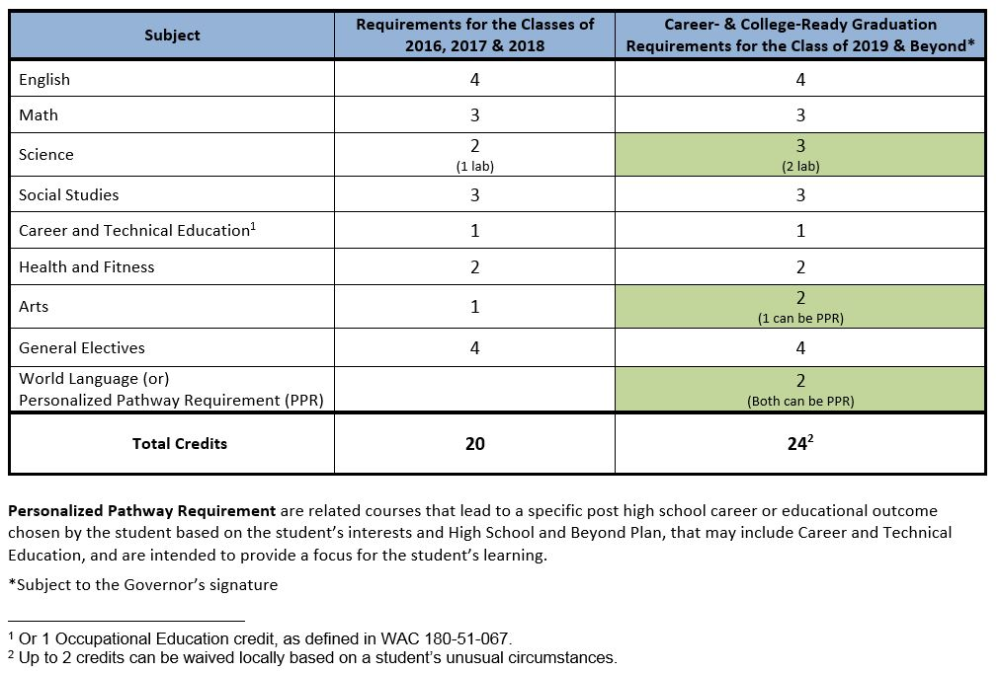 Subject
Requirements for the Classes of
2016, 2017 & 2018
Career- & College-Ready Graduation
Requirements for the Class of 2019 & Beyond*
English
4
4
Math
3
3
Science
2
(1 lab)
3
(2 lab)
Social Studies
3
3
Career and Technical Education¹
1
1
Health and Fitness
2
2
Arts
1
2
(1 can be PPR)
General Electives
4
4
World Language (or)
Personalized Pathway Requirement (PPR)
2
(Both can be PPR)
Total Credits
20
24²
Personalized Pathway Requirement are related courses that lead to a specific post high school career or educational outcome
chosen by the student based on the student's interests and High School and Beyond Plan, that may include Career and Technical
Education, and are intended to provide a focus for the student's learning.
*Subject to the Governor's signature
¹ Or 1 Occupational Education credit, as defined in WAC 180-51-067.
² Up to 2 credits can be waived locally based on a student's unusual circumstances.